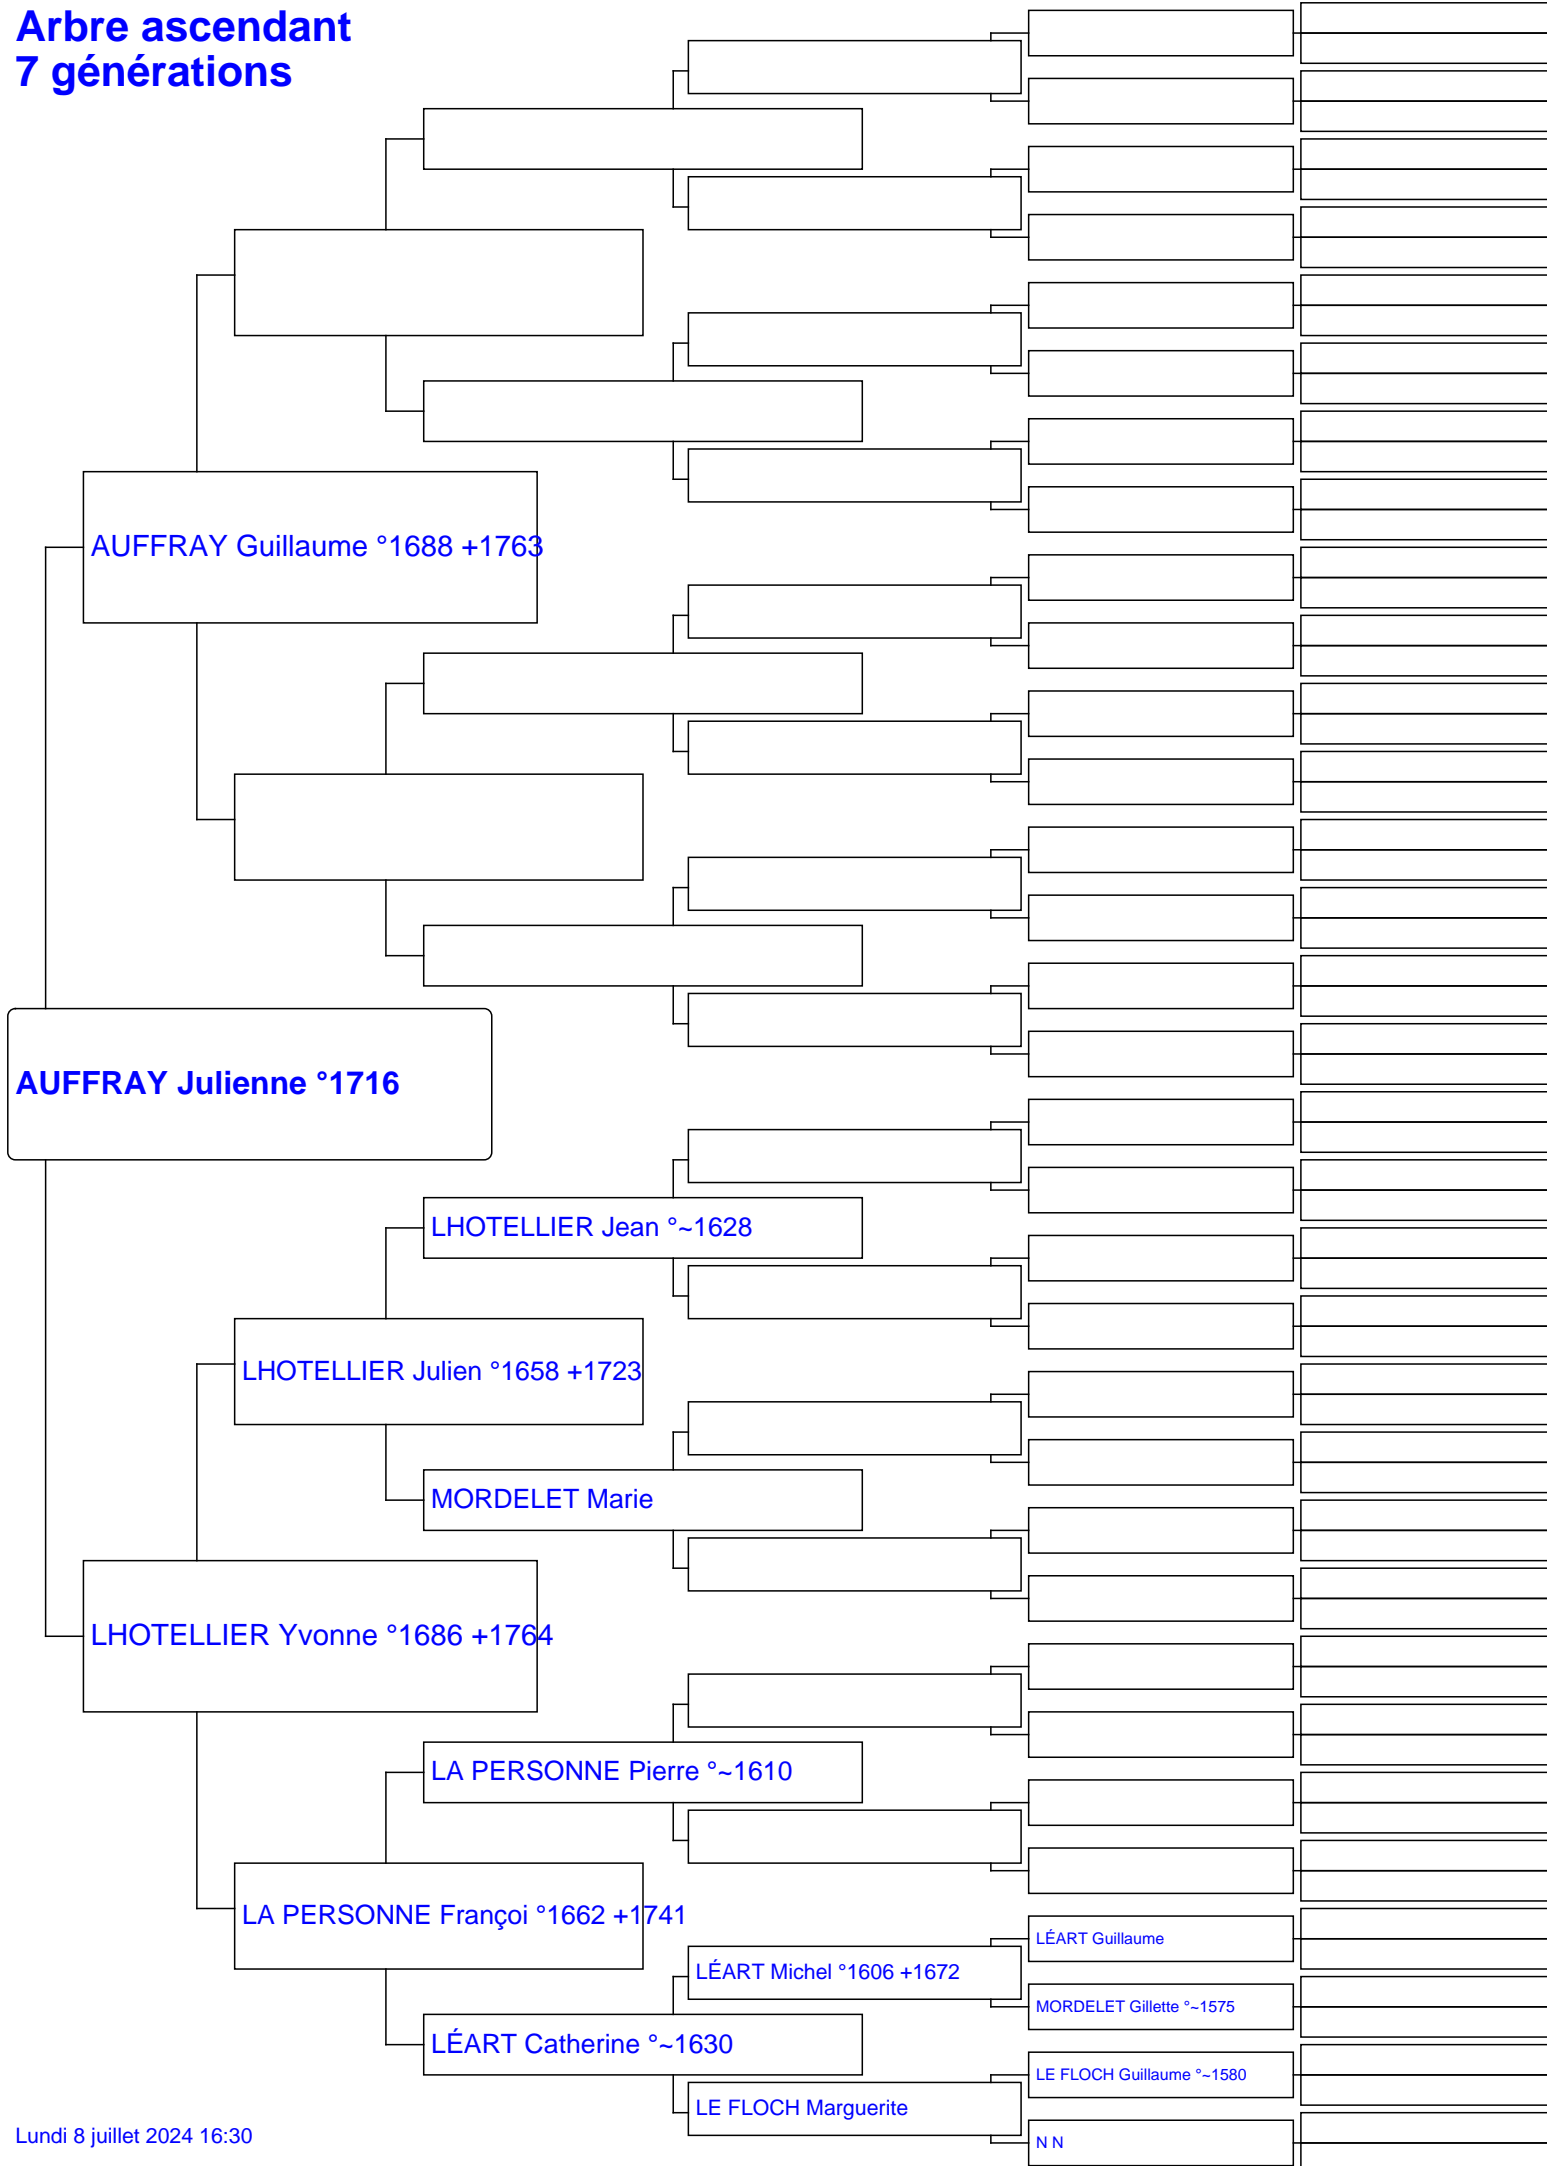 Arbre ascendant
7 générations
AUFFRAY Guillaume °1688 +1763
AUFFRAY Julienne °1716
LHOTELLIER Jean °~1628
LHOTELLIER Julien °1658 +1723
MORDELET Marie
LHOTELLIER Yvonne °1686 +1764
LA PERSONNE Pierre °~1610
LA PERSONNE Françoi °1662 +1741
LÉART Guillaume
LÉART Michel °1606 +1672
MORDELET Gillette °~1575
LÉART Catherine °~1630
LE FLOCH Guillaume °~1580
LE FLOCH Marguerite
N N
Lundi 8 juillet 2024 16:30